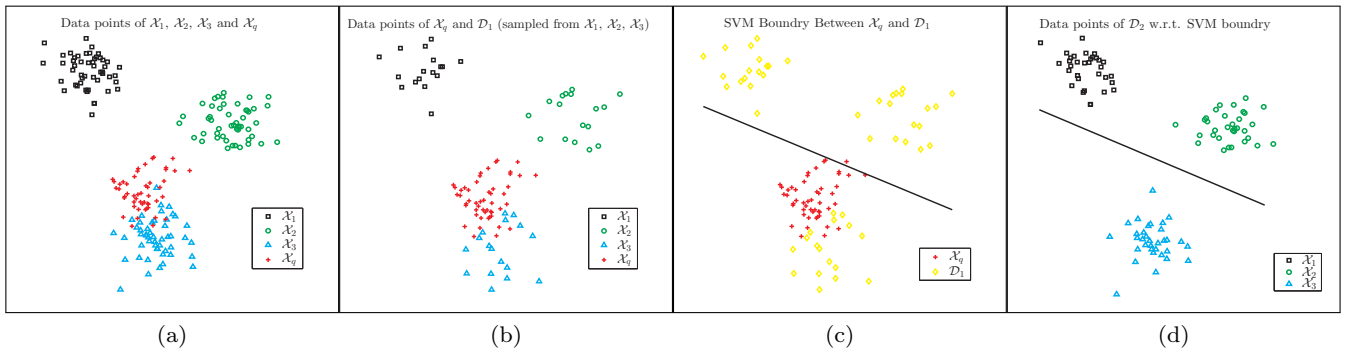 Data points of 𝒳₁, 𝒳₂, 𝒳₃ and 𝒳q
𝒳₁
𝒳₂
𝒳₃
𝒳q
(a)
Data points of 𝒳q and 𝒟₁ (sampled from 𝒳₁, 𝒳₂, 𝒳₃)
𝒳₁
𝒳₂
𝒳₃
𝒳q
(b)
SVM Boundry Between 𝒳q and 𝒟₁
𝒳q
𝒟₁
(c)
Data points of 𝒟₂ w.r.t. SVM boundry
𝒳₁
𝒳₂
𝒳₃
(d)